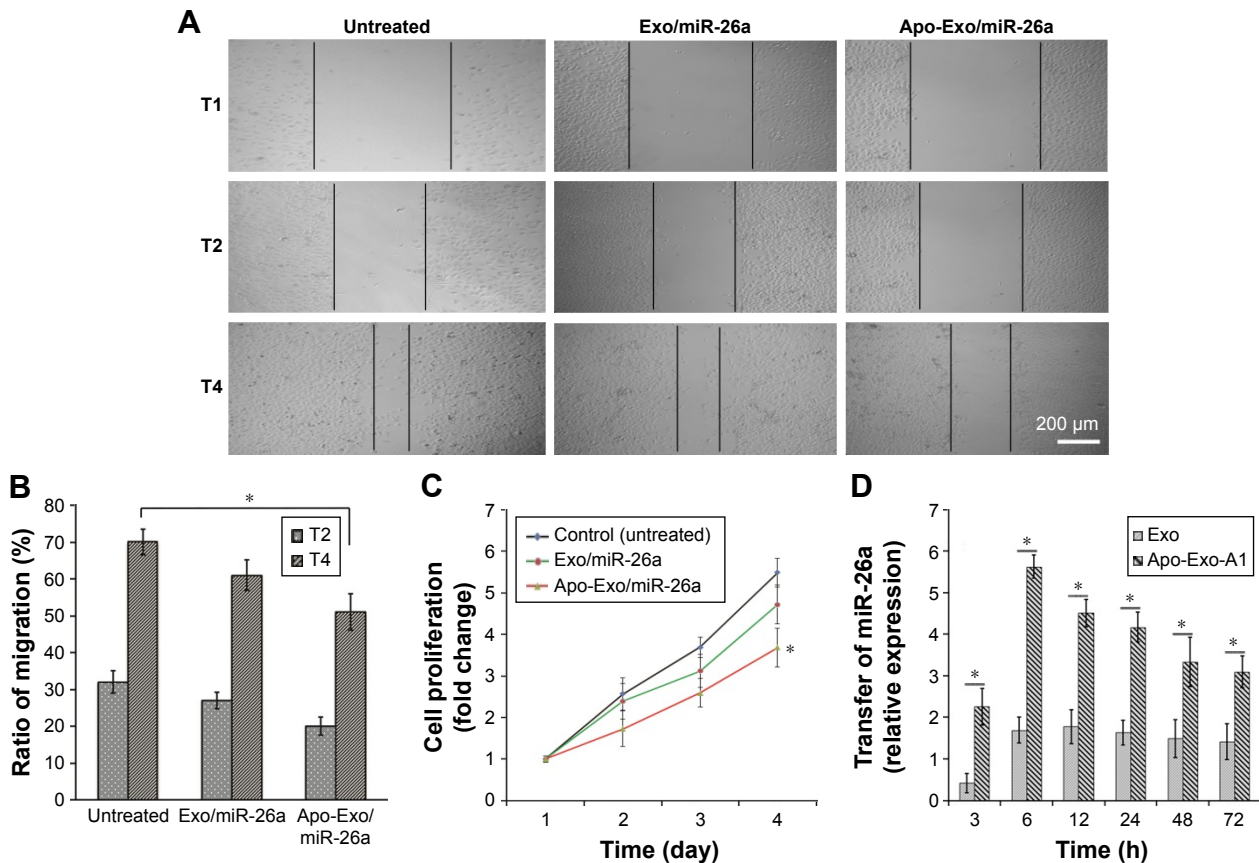 A
Untreated
Exo/miR-26a
Apo-Exo/miR-26a
T1
T2
T4
200 µm
B
Ratio of migration (%)
80
70
60
50
40
30
20
10
0
*
T2
T4
Untreated
Exo/miR-26a
Apo-Exo/
miR-26a
C
Cell proliferation
(fold change)
7
6
5
4
3
2
1
0
Control (untreated)
Exo/miR-26a
Apo-Exo/miR-26a
*
1
2
3
4
Time (day)
D
Transfer of miR-26a
(relative expression)
7
6
5
4
3
2
1
0
Exo
Apo-Exo-A1
*
*
*
*
*
*
3
6
12
24
48
72
Time (h)